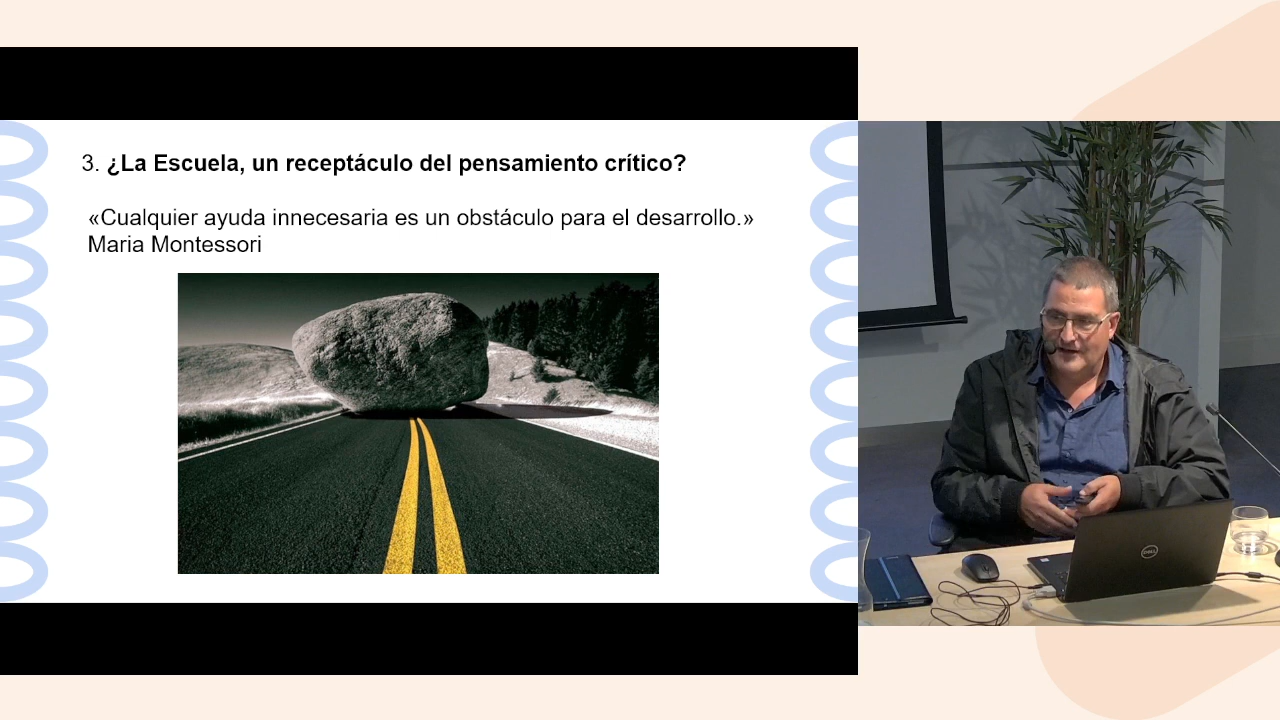 3. ¿La Escuela, un receptáculo del pensamiento crítico?
«Cualquier ayuda innecesaria es un obstáculo para el desarrollo.»
Maria Montessori
DELL